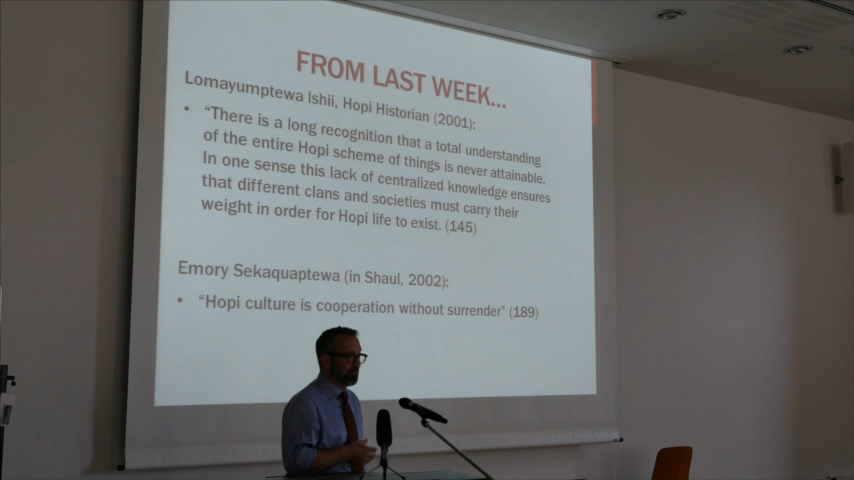 FROM LAST WEEK...
Lomayumptewa Ishii, Hopi Historian (2001):
• “There is a long recognition that a total understanding
of the entire Hopi scheme of things is never attainable.
In one sense this lack of centralized knowledge ensures
that different clans and societies must carry their
weight in order for Hopi life to exist. (145)
Emory Sekaquaptewa (in Shaul, 2002):
• “Hopi culture is cooperation without surrender” (189)